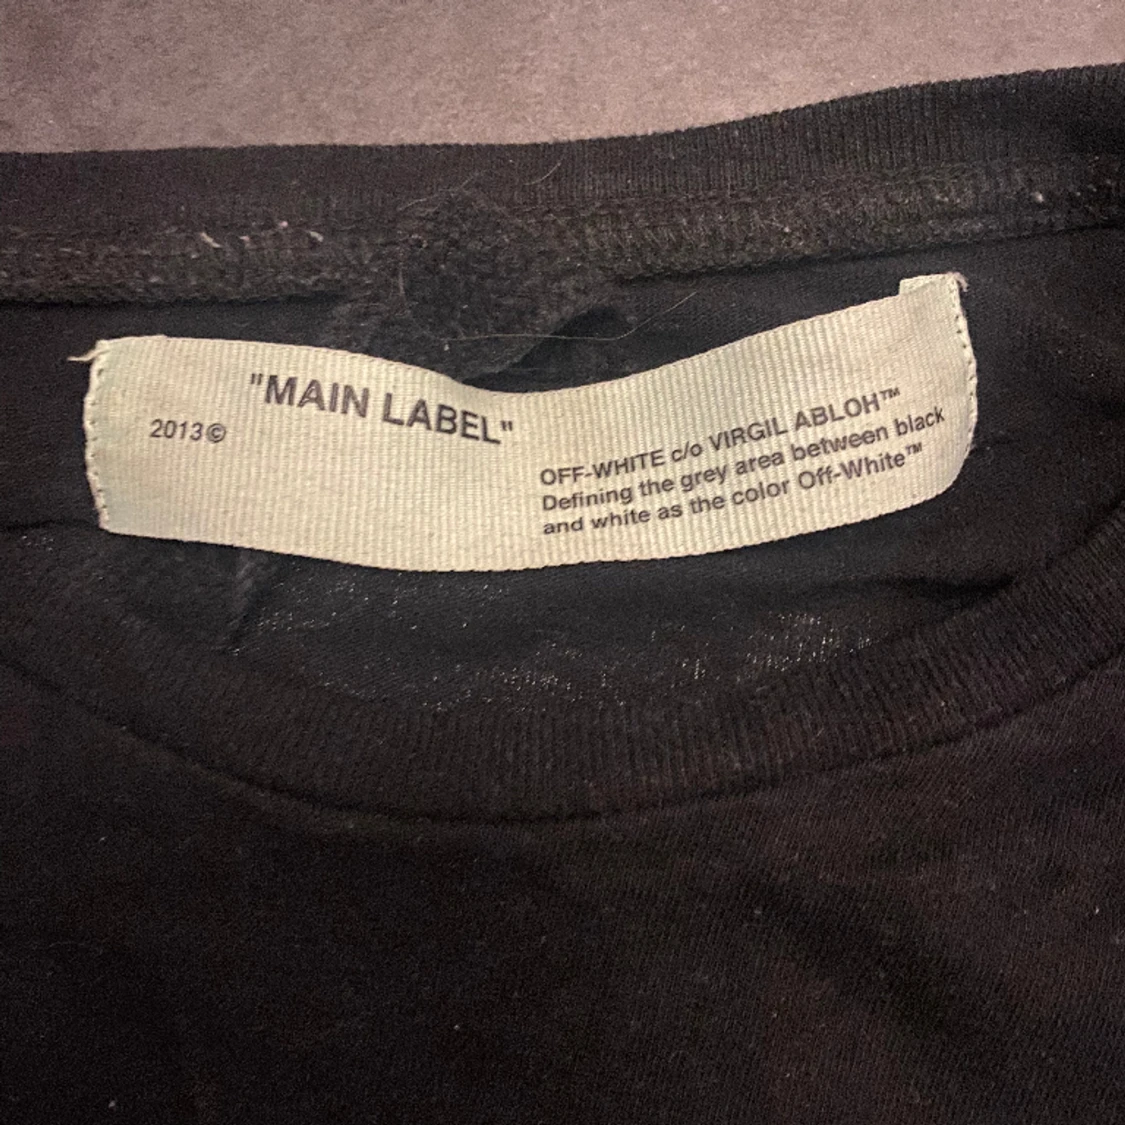 "MAIN LABEL"
2013©
OFF-WHITE c/o VIRGIL ABLOH™
Defining the grey area between black
and white as the color Off-White™